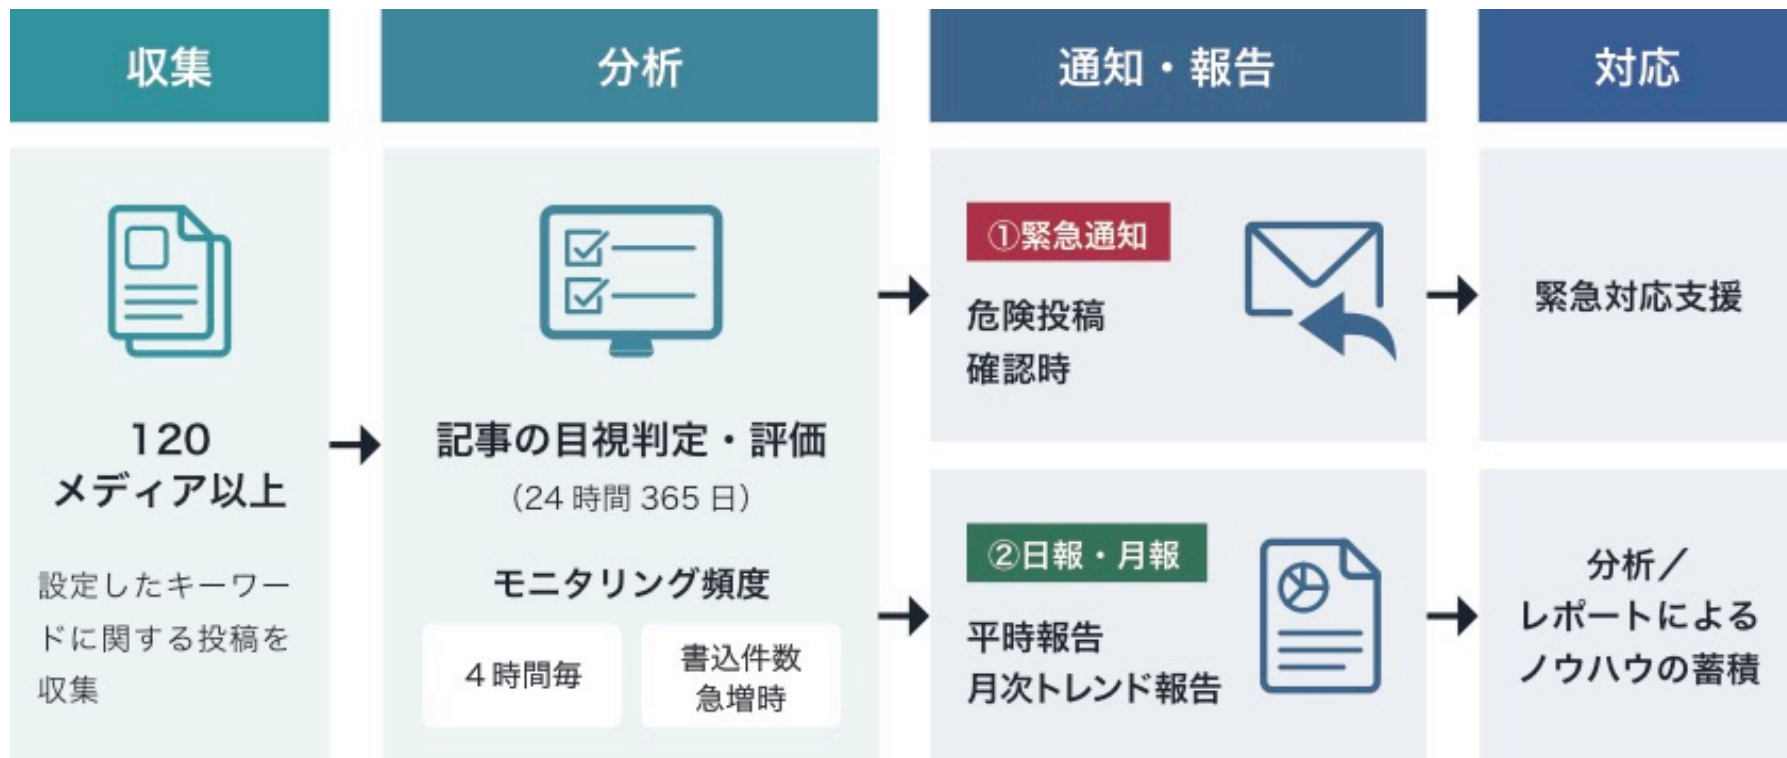 収集
120
メディア以上
設定したキーワー
ドに関する投稿を
収集
分析
記事の目視判定・評価
（24時間365日）
モニタリング頻度
4時間毎
書込件数
急増時
通知・報告
①緊急通知
危険投稿
確認時
②日報・月報
平時報告
月次トレンド報告
対応
緊急対応支援
分析／
レポートによる
ノウハウの蓄積